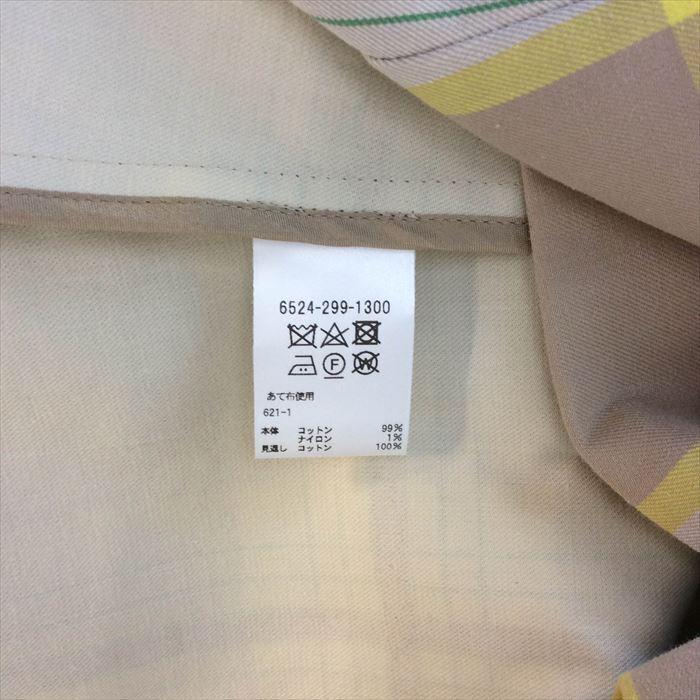 6524-299-1300
F W
あて布使用
621-1
本体 コットン 99%
ナイロン 1%
見返し コットン 100%